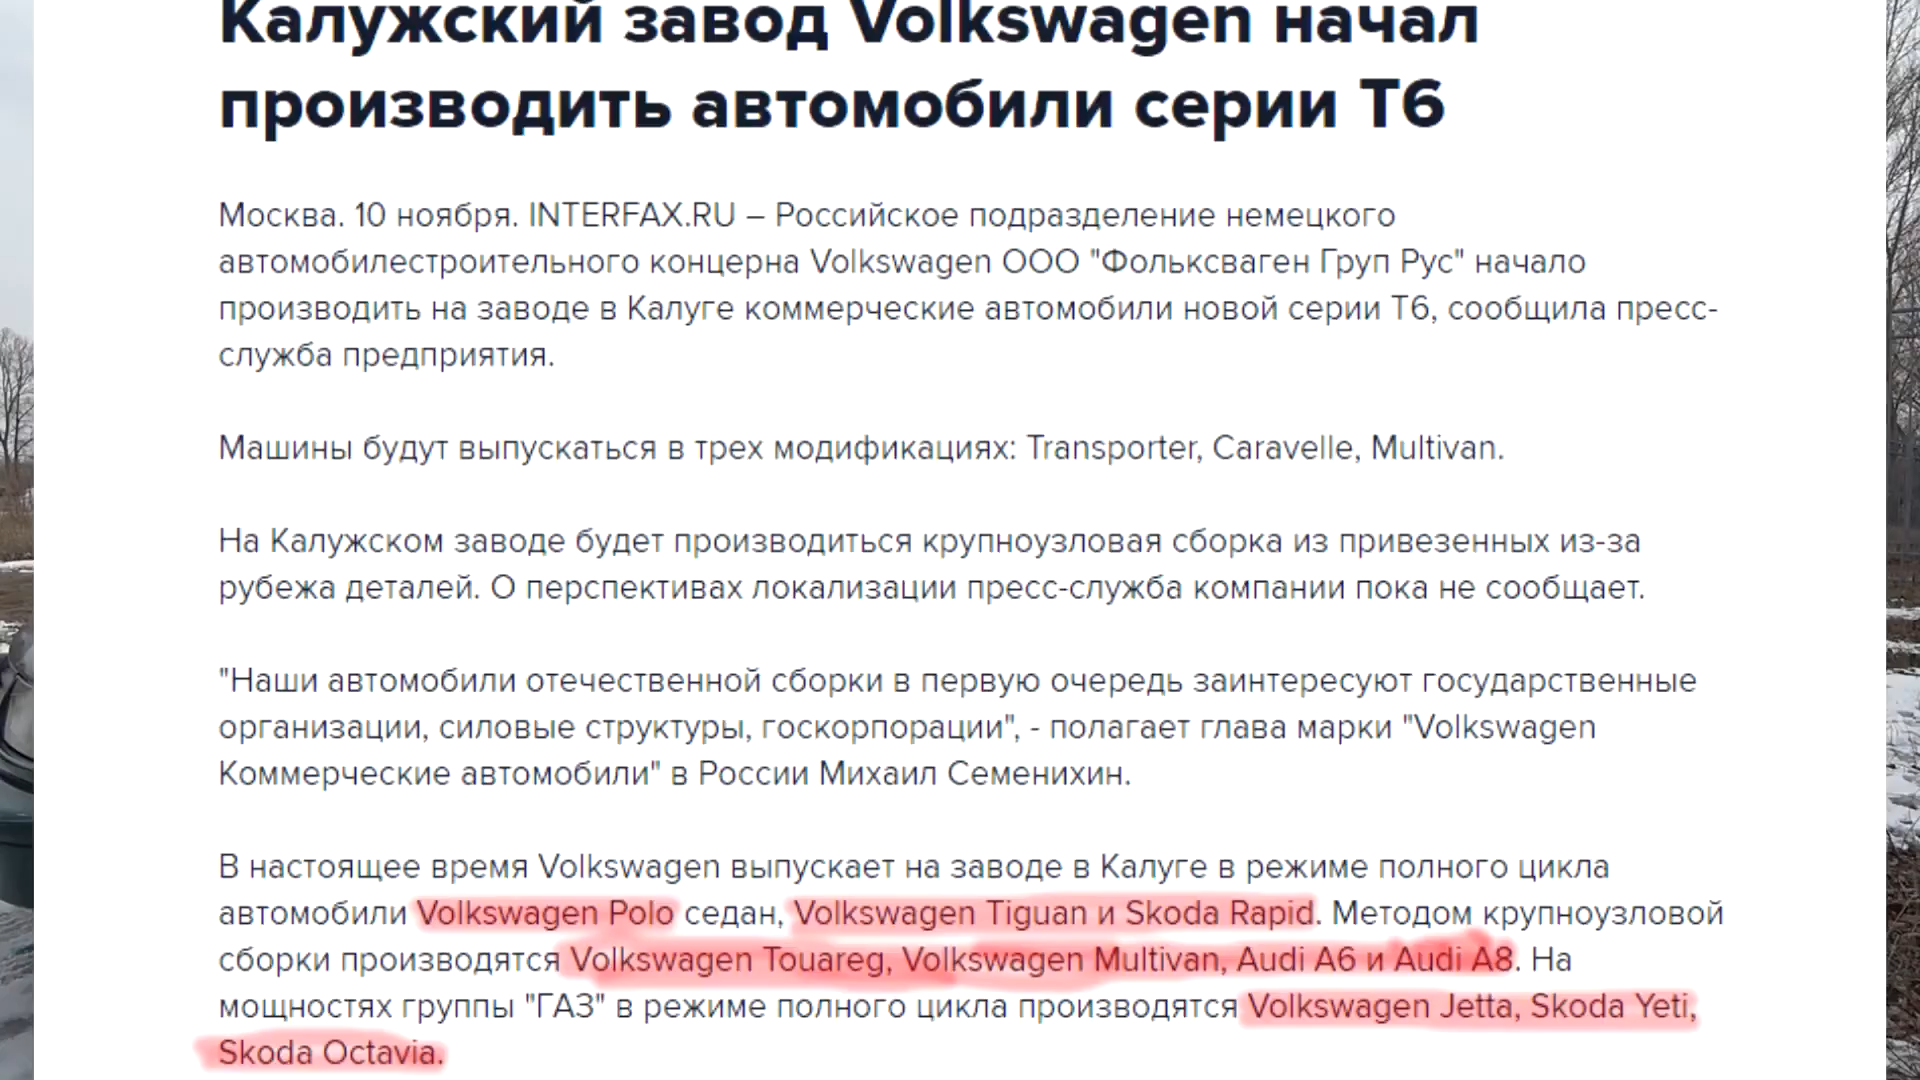 Калужский завод Volkswagen начал
производить автомобили серии Т6
Москва. 10 ноября. INTERFAX.RU – Российское подразделение немецкого
автомобилестроительного концерна Volkswagen ООО "Фольксваген Груп Рус" начало
производить на заводе в Калуге коммерческие автомобили новой серии Т6, сообщила пресс-
служба предприятия.
Машины будут выпускаться в трех модификациях: Transporter, Caravelle, Multivan.
На Калужском заводе будет производиться крупноузловая сборка из привезенных из-за
рубежа деталей. О перспективах локализации пресс-служба компании пока не сообщает.
"Наши автомобили отечественной сборки в первую очередь заинтересуют государственные
организации, силовые структуры, госкорпорации", - полагает глава марки "Volkswagen
Коммерческие автомобили" в России Михаил Семенихин.
В настоящее время Volkswagen выпускает на заводе в Калуге в режиме полного цикла
автомобили Volkswagen Polo седан, Volkswagen Tiguan и Skoda Rapid. Методом крупноузловой
сборки производятся Volkswagen Touareg, Volkswagen Multivan, Audi A6 и Audi A8. На
мощностях группы "ГАЗ" в режиме полного цикла производятся Volkswagen Jetta, Skoda Yeti,
Skoda Octavia.